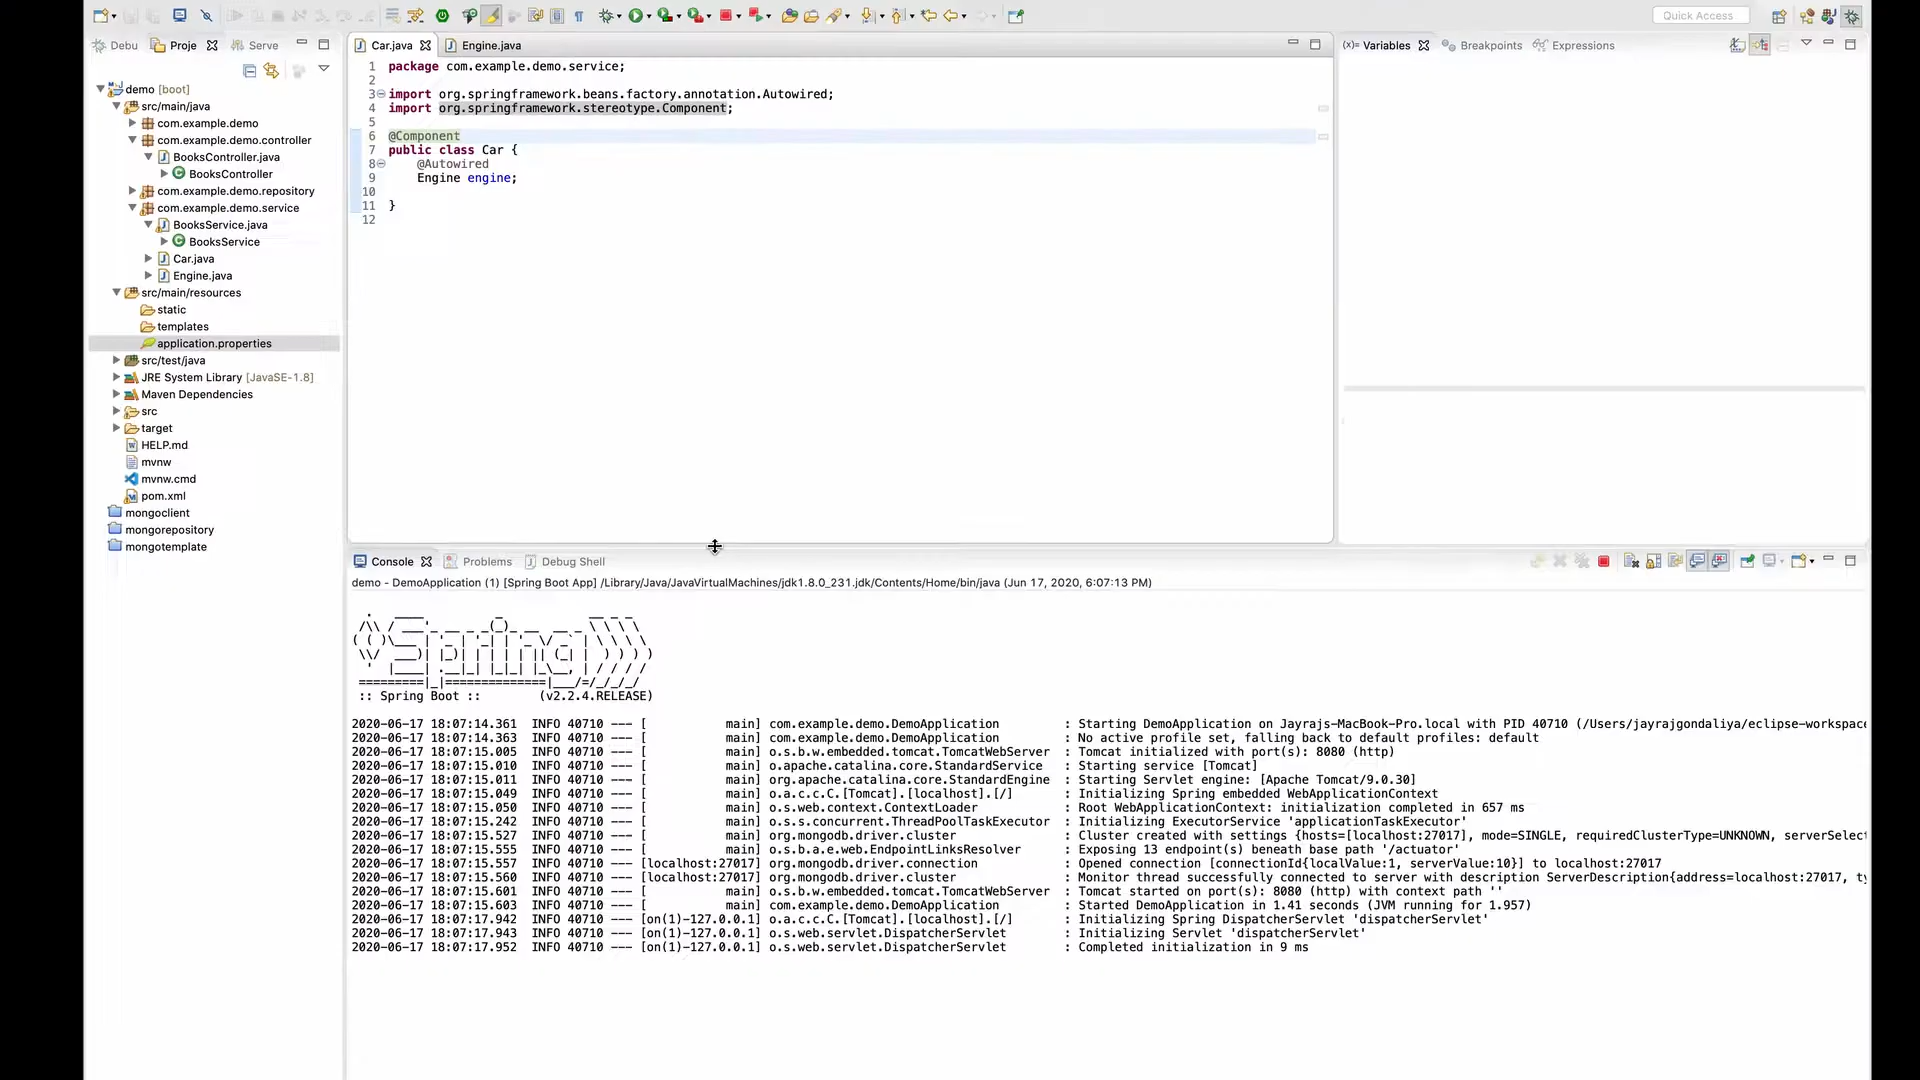 Quick Access
Debu
Proje
Serve
demo [boot]
src/main/java
com.example.demo
com.example.demo.controller
BooksController.java
BooksController
com.example.demo.repository
com.example.demo.service
BooksService.java
BooksService
Car.java
Engine.java
src/main/resources
static
templates
application.properties
src/test/java
JRE System Library [JavaSE-1.8]
Maven Dependencies
src
target
HELP.md
mvnw
mvnw.cmd
pom.xml
mongoclient
mongorepository
mongotemplate
Car.java
Engine.java
1 package com.example.demo.service;
2
3 import org.springframework.beans.factory.annotation.Autowired;
4 import org.springframework.stereotype.Component;
5
6 @Component
7 public class Car {
8 @Autowired
9 Engine engine;
10
11 }
12
(x)= Variables
Breakpoints
Expressions
Console
Problems
Debug Shell
demo - DemoApplication (1) [Spring Boot App] /Library/Java/JavaVirtualMachines/jdk1.8.0_231.jdk/Contents/Home/bin/java (Jun 17, 2020, 6:07:13 PM)
Spring
:: Spring Boot :: (v2.2.4.RELEASE)
2020-06-17 18:07:14.361 INFO 40710 --- [ main] com.example.demo.DemoApplication : Starting DemoApplication on Jayrajs-MacBook-Pro.local with PID 40710 (/Users/jayrajgondaliya/eclipse-workspace
2020-06-17 18:07:14.363 INFO 40710 --- [ main] com.example.demo.DemoApplication : No active profile set, falling back to default profiles: default
2020-06-17 18:07:15.005 INFO 40710 --- [ main] o.s.b.w.embedded.tomcat.TomcatWebServer : Tomcat initialized with port(s): 8080 (http)
2020-06-17 18:07:15.010 INFO 40710 --- [ main] o.apache.catalina.core.StandardService : Starting service [Tomcat]
2020-06-17 18:07:15.011 INFO 40710 --- [ main] org.apache.catalina.core.StandardEngine : Starting Servlet engine: [Apache Tomcat/9.0.30]
2020-06-17 18:07:15.049 INFO 40710 --- [ main] o.a.c.c.C.[Tomcat].[localhost].[/] : Initializing Spring embedded WebApplicationContext
2020-06-17 18:07:15.050 INFO 40710 --- [ main] o.s.web.context.ContextLoader : Root WebApplicationContext: initialization completed in 657 ms
2020-06-17 18:07:15.242 INFO 40710 --- [ main] o.s.s.concurrent.ThreadPoolTaskExecutor : Initializing ExecutorService 'applicationTaskExecutor'
2020-06-17 18:07:15.527 INFO 40710 --- [ main] org.mongodb.driver.cluster : Cluster created with settings {hosts=[localhost:27017], mode=SINGLE, requiredClusterType=UNKNOWN, serverSelect
2020-06-17 18:07:15.555 INFO 40710 --- [ main] o.s.b.a.e.web.EndpointLinksResolver : Exposing 13 endpoint(s) beneath base path '/actuator'
2020-06-17 18:07:15.557 INFO 40710 --- [localhost:27017] org.mongodb.driver.connection : Opened connection [connectionId{localValue:1, serverValue:10}] to localhost:27017
2020-06-17 18:07:15.560 INFO 40710 --- [localhost:27017] org.mongodb.driver.cluster : Monitor thread successfully connected to server with description ServerDescription{address=localhost:27017, ty
2020-06-17 18:07:15.601 INFO 40710 --- [ main] o.s.b.w.embedded.tomcat.TomcatWebServer : Tomcat started on port(s): 8080 (http) with context path ''
2020-06-17 18:07:15.603 INFO 40710 --- [ main] com.example.demo.DemoApplication : Started DemoApplication in 1.41 seconds (JVM running for 1.957)
2020-06-17 18:07:17.942 INFO 40710 --- [on(1)-127.0.0.1] o.a.c.c.C.[Tomcat].[localhost].[/] : Initializing Spring DispatcherServlet 'dispatcherServlet'
2020-06-17 18:07:17.943 INFO 40710 --- [on(1)-127.0.0.1] o.s.web.servlet.DispatcherServlet : Initializing Servlet 'dispatcherServlet'
2020-06-17 18:07:17.952 INFO 40710 --- [on(1)-127.0.0.1] o.s.web.servlet.DispatcherServlet : Completed initialization in 9 ms